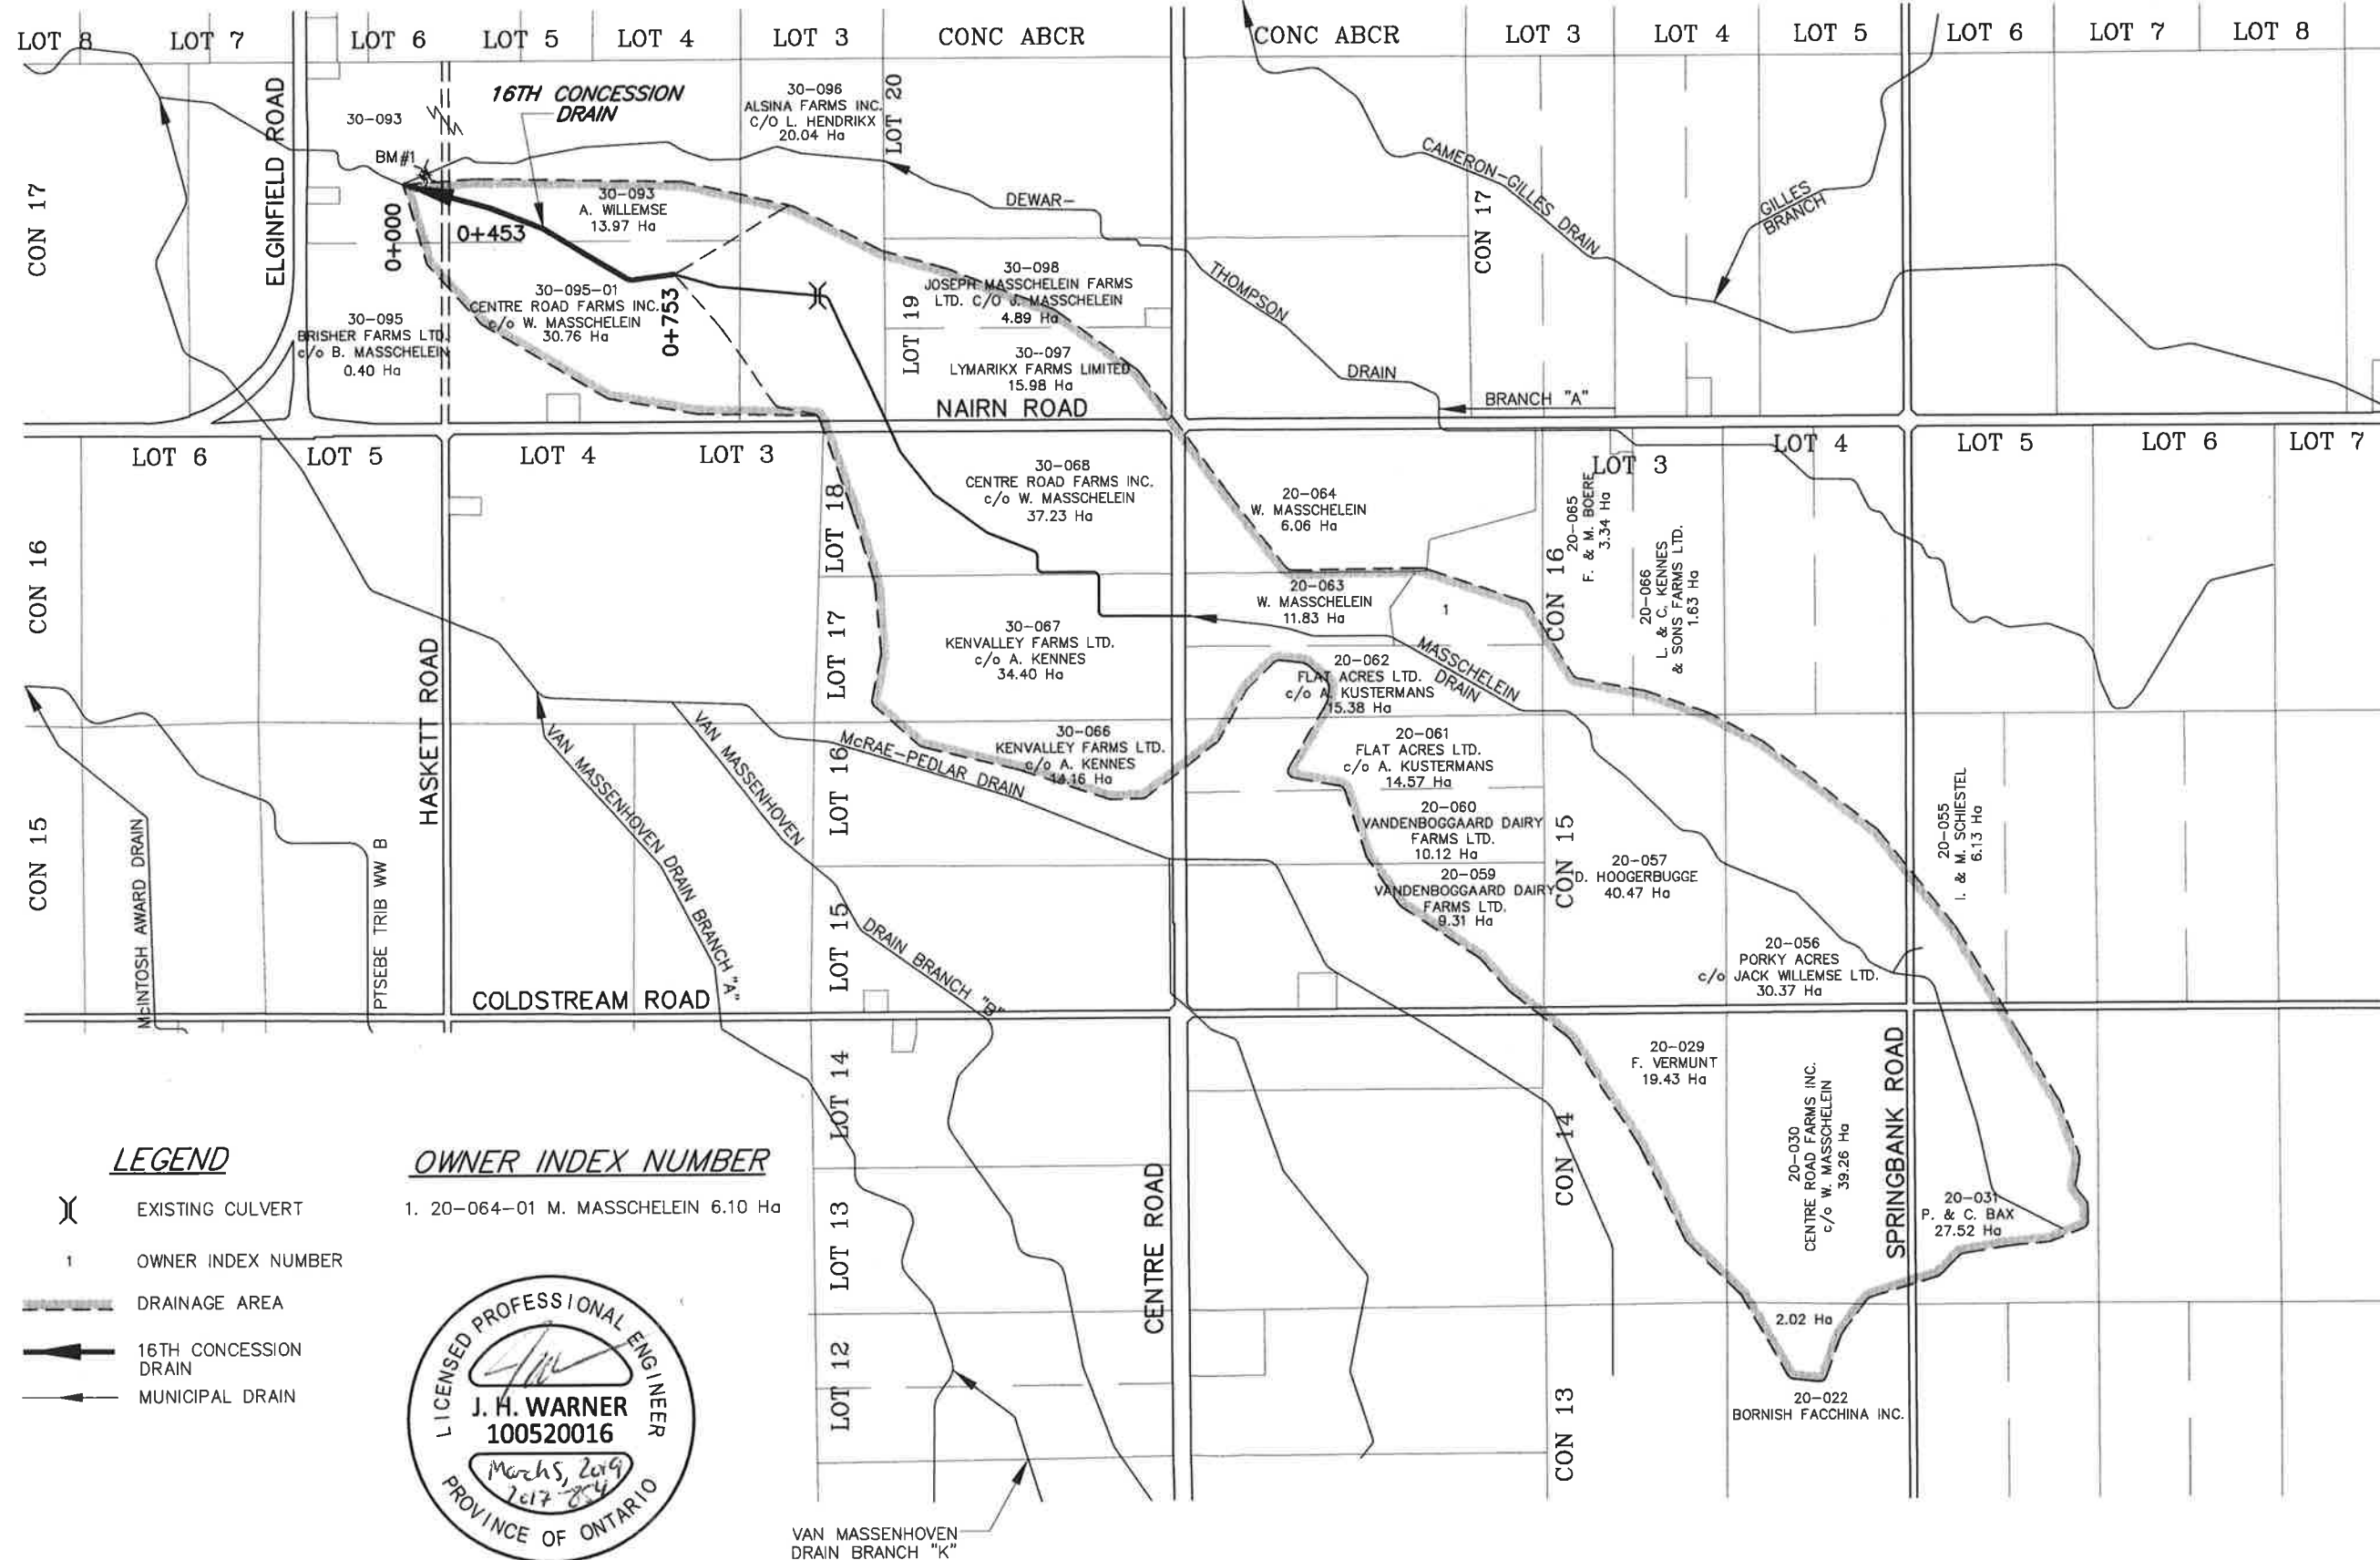 LOT 8
LOT 7
LOT 6
LOT 5
LOT 4
LOT 3
CONC ABCR
CONC ABCR
LOT 3
LOT 4
LOT 5
LOT 6
LOT 7
LOT 8
CON 17
ELGINFIELD ROAD
30-093
BM#1
16TH CONCESSION
DRAIN
30-096
ALSINA FARMS INC.
C/O L. HENDRIKX
20.04 Ha
LOT 20
0+000
0+453
30-093
A. WILLEMSE
13.97 Ha
DEWAR-
THOMPSON
DRAIN
CAMERON-GILLES DRAIN
CON 17
GILLES
BRANCH
30-095
BRISHER FARMS LTD.
c/o B. MASSCHELEIN
0.40 Ha
30-095-01
CENTRE ROAD FARMS INC.
c/o W. MASSCHELEIN
30.76 Ha
0+753
LOT 19
30-098
JOSEPH MASSCHELEIN FARMS
LTD. C/O J. MASSCHELEIN
4.89 Ha
30-097
LYMARIKX FARMS LIMITED
15.98 Ha
NAIRN ROAD
BRANCH "A"
LOT 6
LOT 5
LOT 4
LOT 3
LOT 3
LOT 4
LOT 5
LOT 6
LOT 7
CON 16
HASKETT ROAD
LOT 18
30-068
CENTRE ROAD FARMS INC.
c/o W. MASSCHELEIN
37.23 Ha
20-064
W. MASSCHELEIN
6.06 Ha
CON 16
20-065
F. & M. BOERE
3.34 Ha
20-066
L. & C. KENNES
& SONS FARMS LTD.
1.63 Ha
20-063
W. MASSCHELEIN
11.83 Ha
1
LOT 17
30-067
KENVALLEY FARMS LTD.
c/o A. KENNES
34.40 Ha
20-062
FLAT ACRES LTD.
c/o A. KUSTERMANS
15.38 Ha
MASSCHELEIN
DRAIN
CON 15
McINTOSH AWARD DRAIN
PTSEBE TRIB WW B
VAN MASSENHOVEN DRAIN BRANCH "A"
VAN MASSENHOVEN
DRAIN BRANCH "B"
McRAE-PEDLAR DRAIN
LOT 16
30-066
KENVALLEY FARMS LTD.
c/o A. KENNES
14.16 Ha
20-061
FLAT ACRES LTD.
c/o A. KUSTERMANS
14.57 Ha
20-060
VANDENBOGGAARD DAIRY
FARMS LTD.
10.12 Ha
20-059
VANDENBOGGAARD DAIRY
FARMS LTD.
9.31 Ha
CON 15
20-057
D. HOOGERBUGGE
40.47 Ha
20-055
I. & M. SCHIESTEL
6.13 Ha
20-056
PORKY ACRES
c/o JACK WILLEMSE LTD.
30.37 Ha
LOT 15
COLDSTREAM ROAD
LOT 14
20-029
F. VERMUNT
19.43 Ha
20-030
CENTRE ROAD FARMS INC.
c/o W. MASSCHELEIN
39.26 Ha
SPRINGBANK ROAD
CON 14
20-031
P. & C. BAX
27.52 Ha
LOT 13
CENTRE ROAD
LOT 12
CON 13
2.02 Ha
20-022
BORNISH FACCHINA INC.
VAN MASSENHOVEN
DRAIN BRANCH "K"
LEGEND
EXISTING CULVERT
1
OWNER INDEX NUMBER
DRAINAGE AREA
16TH CONCESSION
DRAIN
MUNICIPAL DRAIN
OWNER INDEX NUMBER
1. 20-064-01 M. MASSCHELEIN 6.10 Ha
LICENSED PROFESSIONAL ENGINEER
J. H. WARNER
100520016
March 5, 2019
2017-854
PROVINCE OF ONTARIO